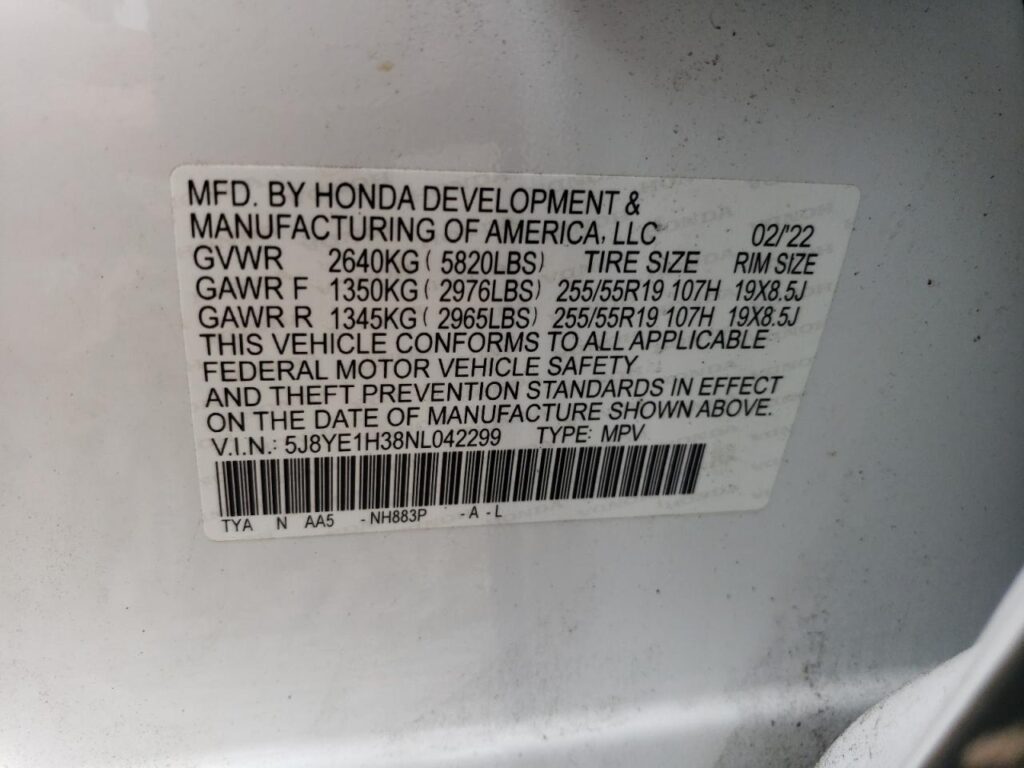 MFD. BY HONDA DEVELOPMENT &
MANUFACTURING OF AMERICA, LLC 02/'22
GVWR 2640KG ( 5820LBS) TIRE SIZE RIM SIZE
GAWR F 1350KG ( 2976LBS) 255/55R19 107H 19X8.5J
GAWR R 1345KG ( 2965LBS) 255/55R19 107H 19X8.5J
THIS VEHICLE CONFORMS TO ALL APPLICABLE
FEDERAL MOTOR VEHICLE SAFETY
AND THEFT PREVENTION STANDARDS IN EFFECT
ON THE DATE OF MANUFACTURE SHOWN ABOVE.
V.I.N.: 5J8YE1H38NL042299 TYPE: MPV
TYA N AA5 -NH883P -A -L